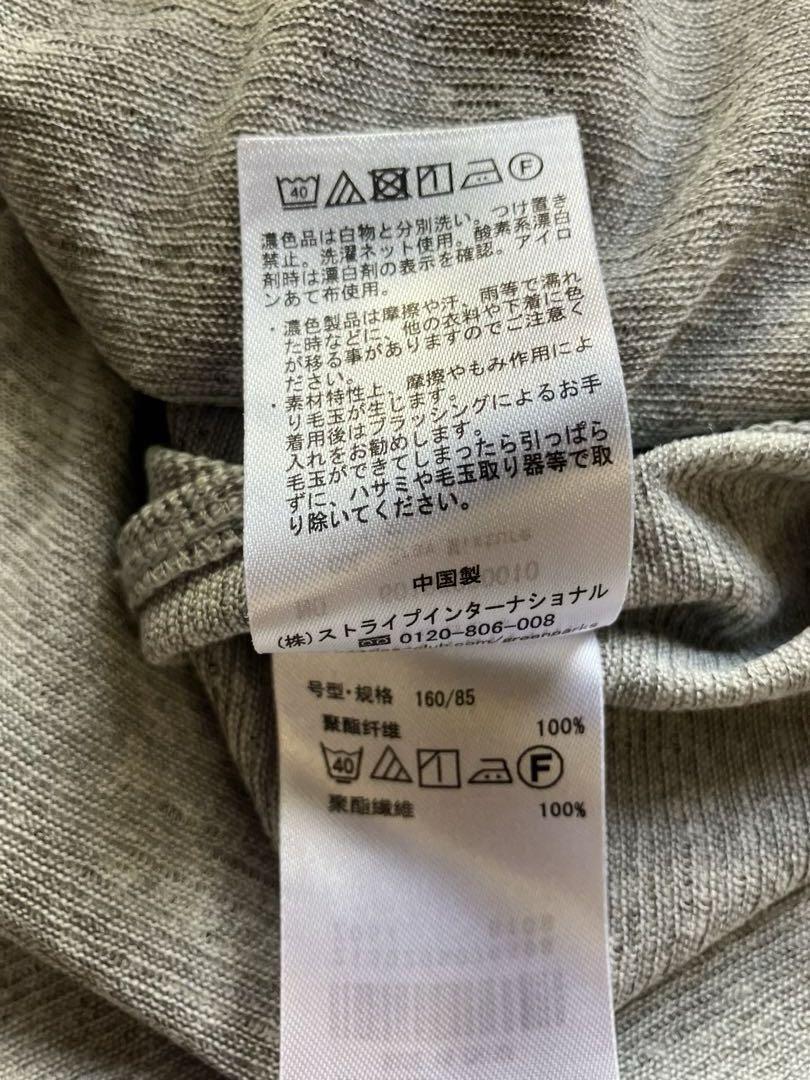 40 F
濃色品は白物と分別洗い。つけ置き
禁止。洗濯ネット使用。酸素系漂白
剤時は漂白剤の表示を確認。アイロ
ンあて布使用。
・濃色製品は摩擦や汗、雨等で濡れ
た時などに、他の衣料や下着に色
が移る事がありますのでご注意く
ださい。
・素材特性上、摩擦やもみ作用によ
り毛玉が生じます。
着用後はブラッシングによるお手
入れをお勧めします。
毛玉ができてしまったら引っぱら
ずに、ハサミや毛玉取り器等で取
り除いてください。
中国製
(株)ストライプインターナショナル
0120-806-008
号型·规格 160/85
聚酯纤维 100%
40 F
聚酯纖維 100%